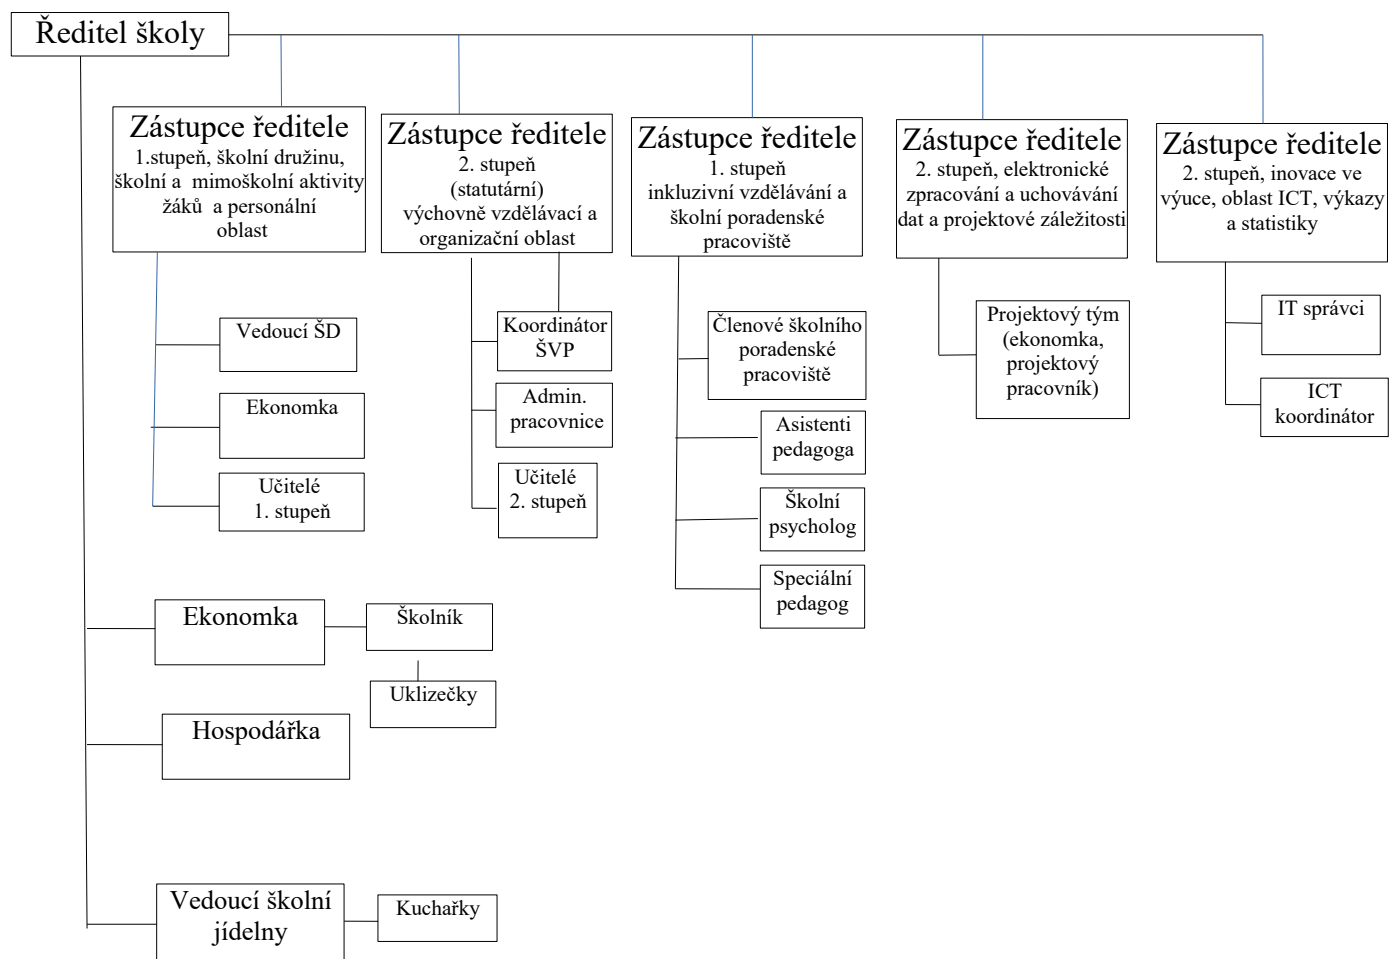 Ředitel školy
Zástupce ředitele
1.stupeň, školní družinu,
školní a  mimoškolní aktivity
žáků  a personální
oblast
Zástupce ředitele
2. stupeň
(statutární)
výchovně vzdělávací a
organizační oblast
Zástupce ředitele
1. stupeň
inkluzivní vzdělávání a
školní poradenské
pracoviště
Zástupce ředitele
2. stupeň, elektronické
zpracování a uchovávání
dat a projektové záležitosti
Zástupce ředitele
2. stupeň, inovace ve
výuce, oblast ICT, výkazy
a statistiky
Vedoucí ŠD
Ekonomka
Učitelé
1. stupeň
Koordinátor
ŠVP
Admin.
pracovnice
Učitelé
2. stupeň
Členové školního
poradenské
pracoviště
Asistenti
pedagoga
Školní
psycholog
Speciální
pedagog
Projektový tým
(ekonomka,
projektový
pracovník)
IT správci
ICT
koordinátor
Ekonomka
Školník
Uklizečky
Hospodářka
Vedoucí školní
jídelny
Kuchařky